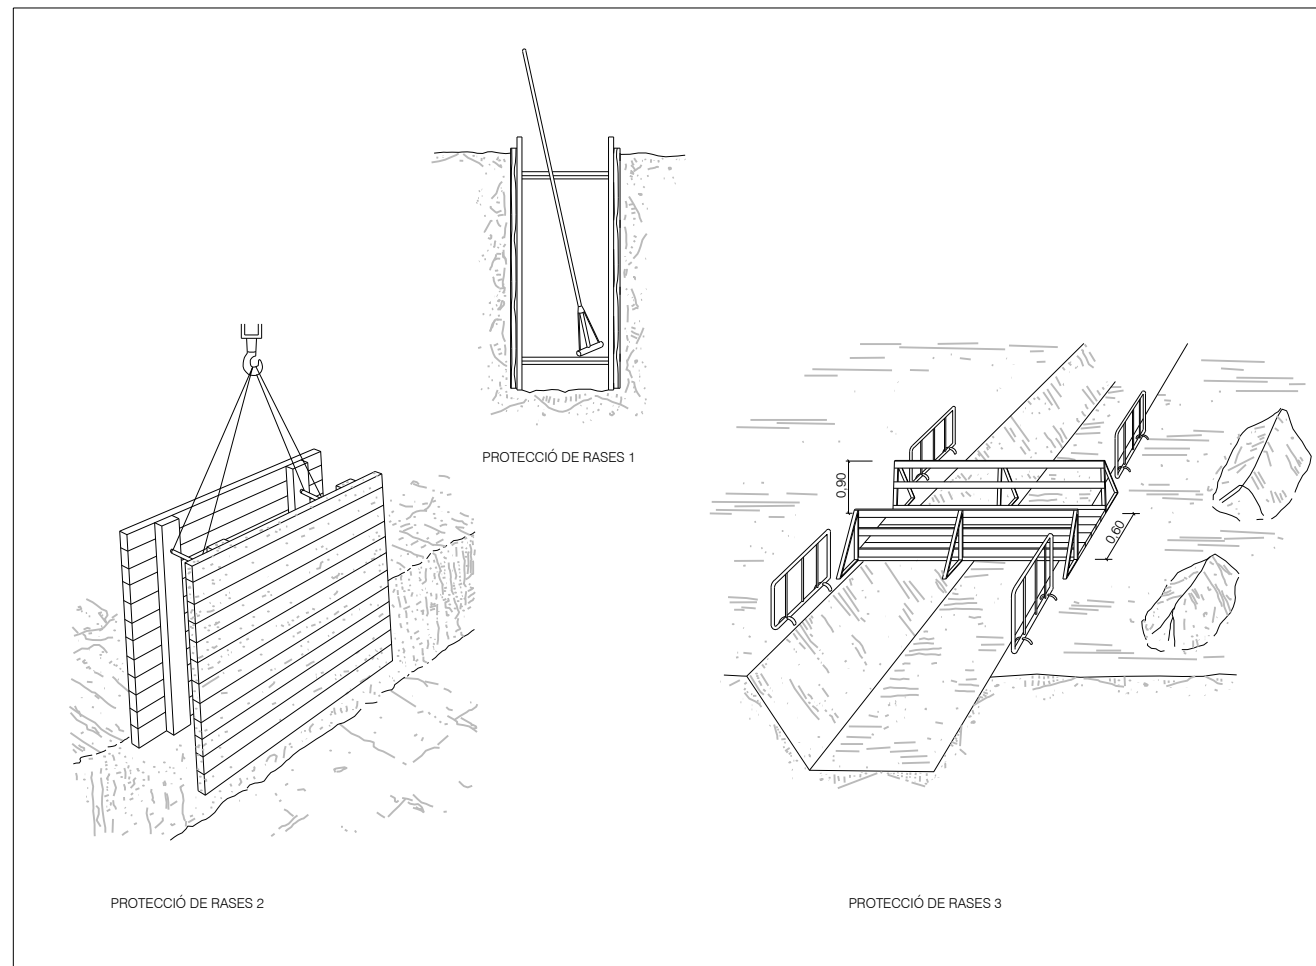 PROTECCIÓ DE RASES 1
0,90
0,60
PROTECCIÓ DE RASES 2
PROTECCIÓ DE RASES 3